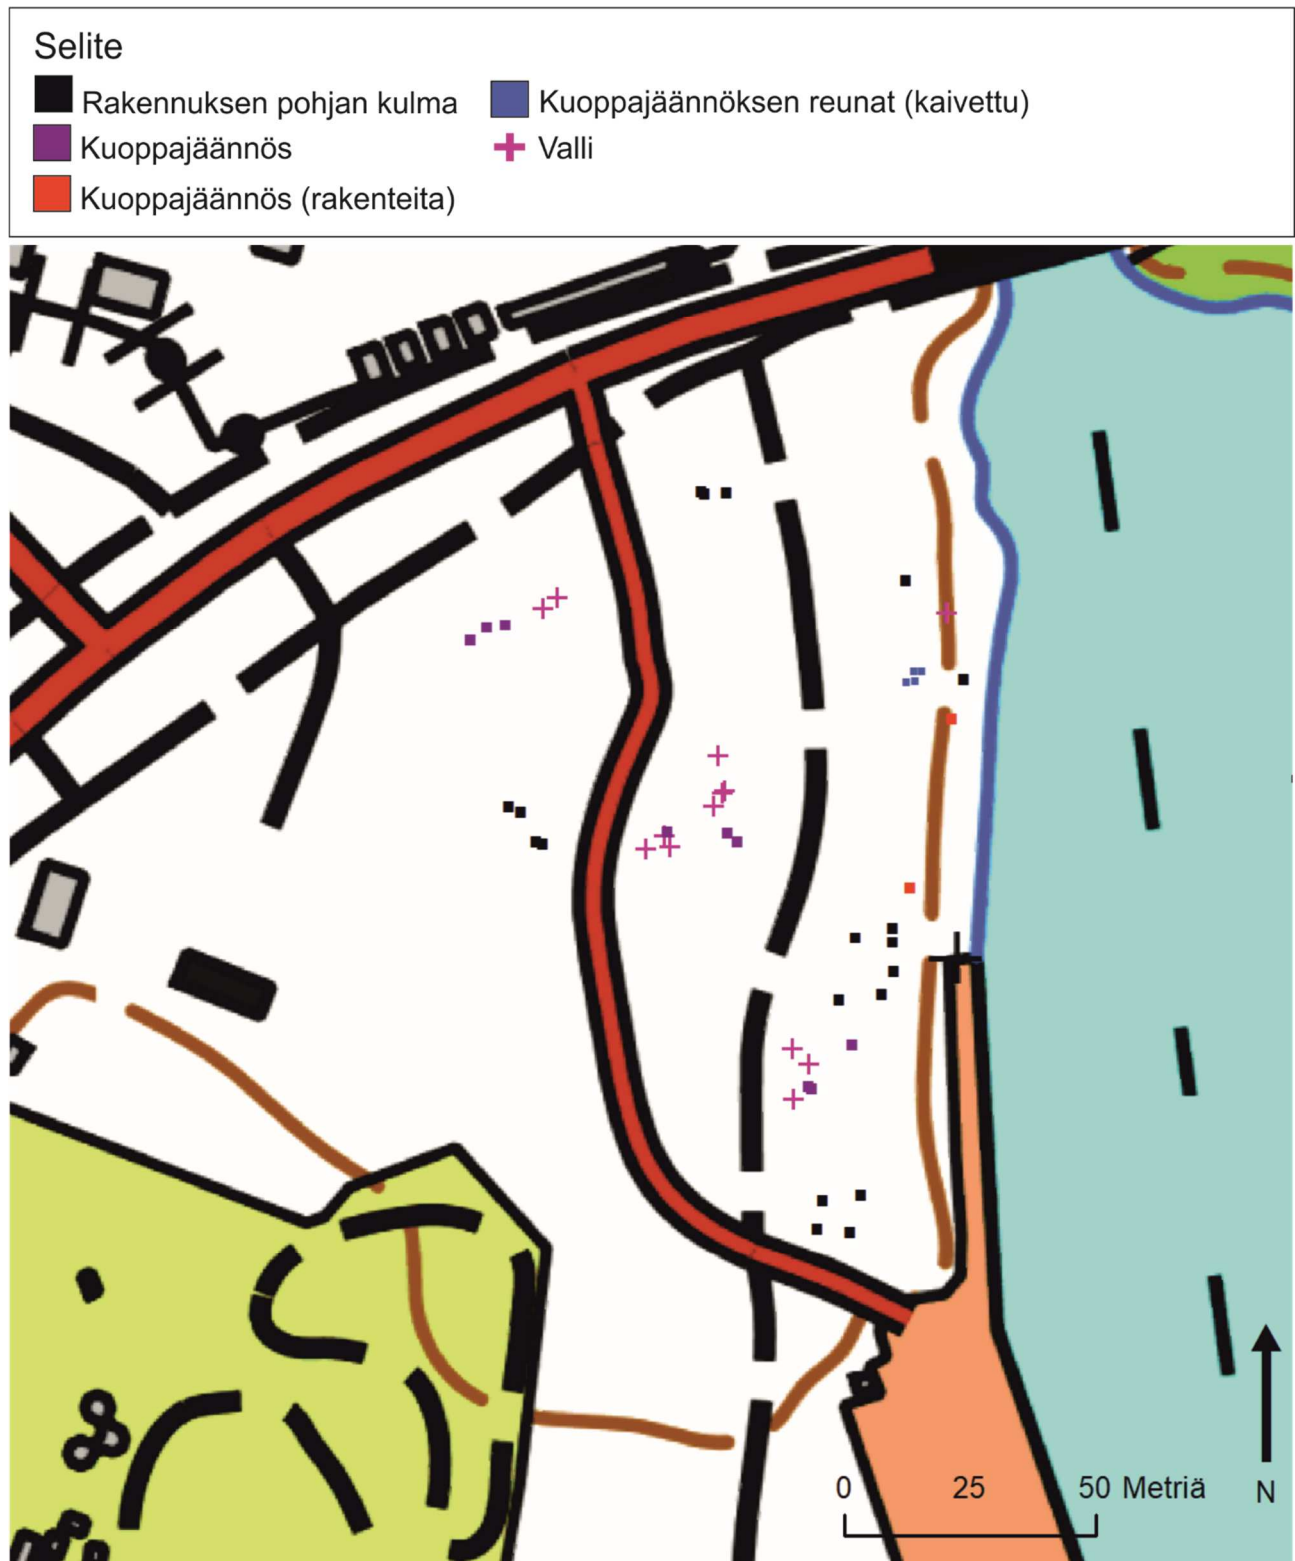 Selite
Rakennuksen pohjan kulma
Kuoppajäännöksen reunat (kaivettu)
Kuoppajäännös
Valli
Kuoppajäännös (rakenteita)
0 25 50 Metriä
N